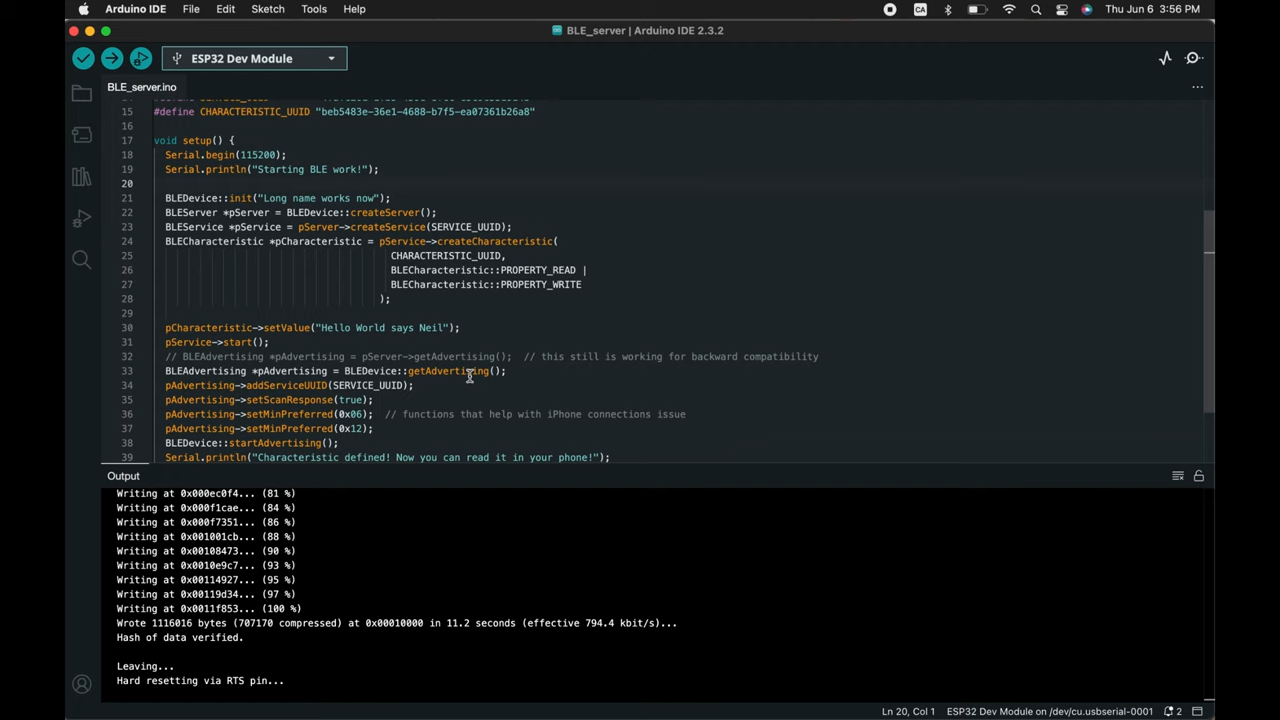 Arduino IDE File Edit Sketch Tools Help CA Thu Jun 6 3:56 PM
BLE_server | Arduino IDE 2.3.2
ESP32 Dev Module
BLE_server.ino
15 #define CHARACTERISTIC_UUID "beb5483e-36e1-4688-b7f5-ea07361b26a8"
16
17 void setup() {
18 Serial.begin(115200);
19 Serial.println("Starting BLE work!");
20
21 BLEDevice::init("Long name works now");
22 BLEServer *pServer = BLEDevice::createServer();
23 BLEService *pService = pServer->createService(SERVICE_UUID);
24 BLECharacteristic *pCharacteristic = pService->createCharacteristic(
25 CHARACTERISTIC_UUID,
26 BLECharacteristic::PROPERTY_READ |
27 BLECharacteristic::PROPERTY_WRITE
28 );
29
30 pCharacteristic->setValue("Hello World says Neil");
31 pService->start();
32 // BLEAdvertising *pAdvertising = pServer->getAdvertising(); // this still is working for backward compatibility
33 BLEAdvertising *pAdvertising = BLEDevice::getAdvertising();
34 pAdvertising->addServiceUUID(SERVICE_UUID);
35 pAdvertising->setScanResponse(true);
36 pAdvertising->setMinPreferred(0x06); // functions that help with iPhone connections issue
37 pAdvertising->setMinPreferred(0x12);
38 BLEDevice::startAdvertising();
39 Serial.println("Characteristic defined! Now you can read it in your phone!");
Output
Writing at 0x000ec0f4... (81 %)
Writing at 0x000f1cae... (84 %)
Writing at 0x000f7351... (86 %)
Writing at 0x001001cb... (88 %)
Writing at 0x00108473... (90 %)
Writing at 0x0010e9c7... (93 %)
Writing at 0x00114927... (95 %)
Writing at 0x00119d34... (97 %)
Writing at 0x0011f853... (100 %)
Wrote 1116016 bytes (707170 compressed) at 0x00010000 in 11.2 seconds (effective 794.4 kbit/s)...
Hash of data verified.
Leaving...
Hard resetting via RTS pin...
Ln 20, Col 1 ESP32 Dev Module on /dev/cu.usbserial-0001 2